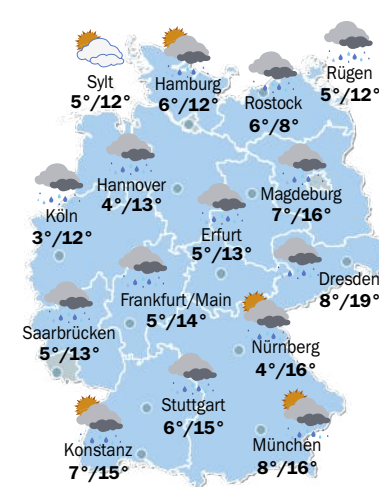 Sylt
5°/12°
Hamburg
6°/12°
Rostock
6°/8°
Rügen
5°/12°
Hannover
4°/13°
Magdeburg
7°/16°
Köln
3°/12°
Erfurt
5°/13°
Dresden
8°/19°
Frankfurt/Main
5°/14°
Saarbrücken
5°/13°
Nürnberg
4°/16°
Stuttgart
6°/15°
Konstanz
7°/15°
München
8°/16°